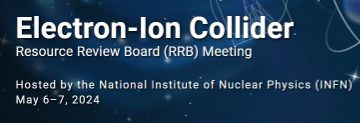 Electron-Ion Collider
Resource Review Board (RRB) Meeting
Hosted by the National Institute of Nuclear Physics (INFN)
May 6–7, 2024